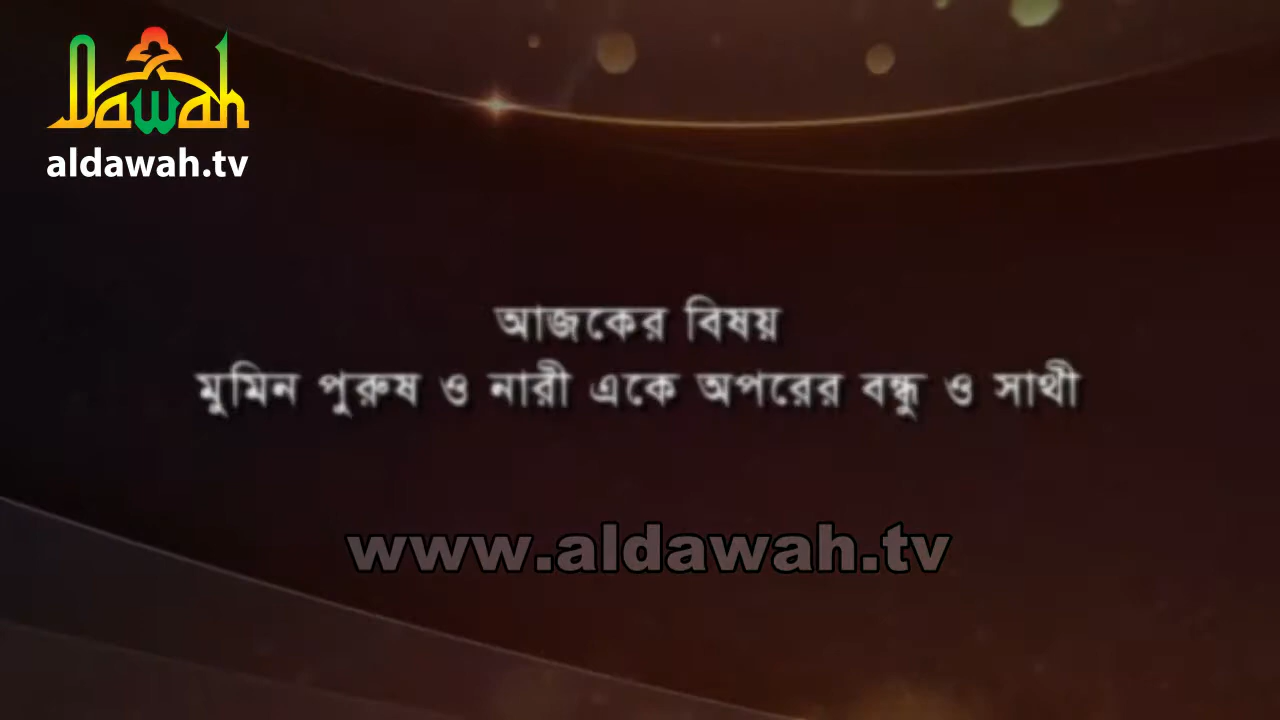 Dawah
aldawah.tv
আজকের বিষয়
মুমিন পুরুষ ও নারী একে অপরের বন্ধু ও সাথী
www.aldawah.tv